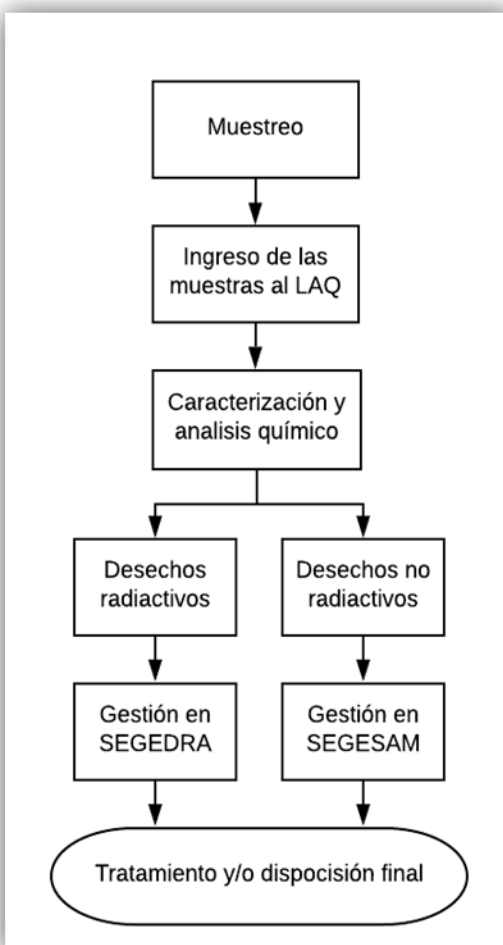 Muestreo
Ingreso de las
muestras al LAQ
Caracterización y
analisis químico
Desechos
radiactivos
Desechos no
radiactivos
Gestión en
SEGEDRA
Gestión en
SEGESAM
Tratamiento y/o dispocisión final